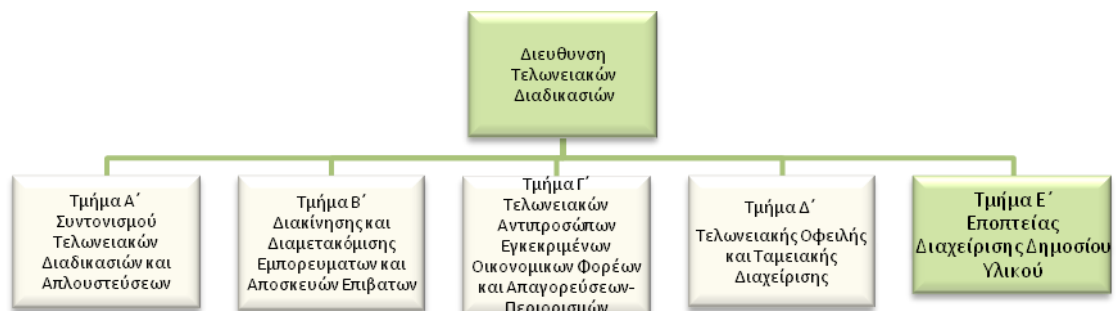 Διευθυνση
Τελωνειακών
Διαδικασιών
Τμήμα Α΄
Συντονισμού
Τελωνειακών
Διαδικασιών και
Απλουστεύσεων
Τμήμα Β΄
Διακίνησης και
Διαμετακόμισης
Εμπορευματων και
Αποσκευών Επιβατων
Τμήμα Γ΄
Τελωνειακών
Αντιπροσώπων
Εγκεκριμένων
Οικονομικων Φορέων
και Απαγορεύσεων-
Περιορισμών
Τμήμα Δ΄
Τελωνειακής Οφειλής
και Ταμειακής
Διαχείρισης
Τμήμα Ε΄
Εποπτείας
Διαχείρισης Δημοσίου
Υλικού